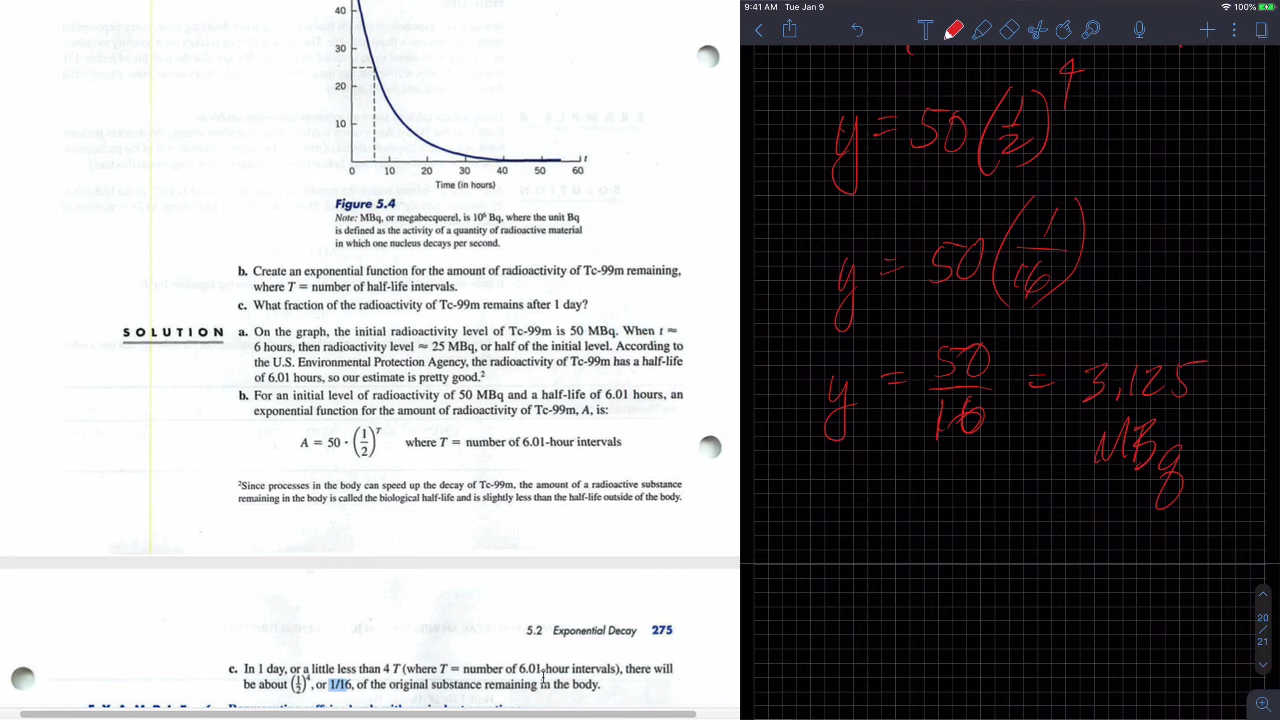 40
30
20
10
0 10 20 30 40 50 60 t
Time (in hours)
Figure 5.4
Note: MBq, or megabecquerel, is 10⁶ Bq, where the unit Bq
is defined as the activity of a quantity of radioactive material
in which one nucleus decays per second.
b. Create an exponential function for the amount of radioactivity of Tc-99m remaining,
where T = number of half-life intervals.
c. What fraction of the radioactivity of Tc-99m remains after 1 day?
SOLUTION a. On the graph, the initial radioactivity level of Tc-99m is 50 MBq. When t ≈
6 hours, then radioactivity level ≈ 25 MBq, or half of the initial level. According to
the U.S. Environmental Protection Agency, the radioactivity of Tc-99m has a half-life
of 6.01 hours, so our estimate is pretty good.²
b. For an initial level of radioactivity of 50 MBq and a half-life of 6.01 hours, an
exponential function for the amount of radioactivity of Tc-99m, A, is:
A = 50 · (1/2)^T where T = number of 6.01-hour intervals
²Since processes in the body can speed up the decay of Tc-99m, the amount of a radioactive substance
remaining in the body is called the biological half-life and is slightly less than the half-life outside of the body.
5.2 Exponential Decay 275
c. In 1 day, or a little less than 4 T (where T = number of 6.01-hour intervals), there will
be about (1/2)⁴, or 1/16, of the original substance remaining in the body.
9:41 AM Tue Jan 9
100%
T
y = 50 (1/2)^4
y = 50 (1/16)
y = 50/16 = 3.125
MBq
20
21